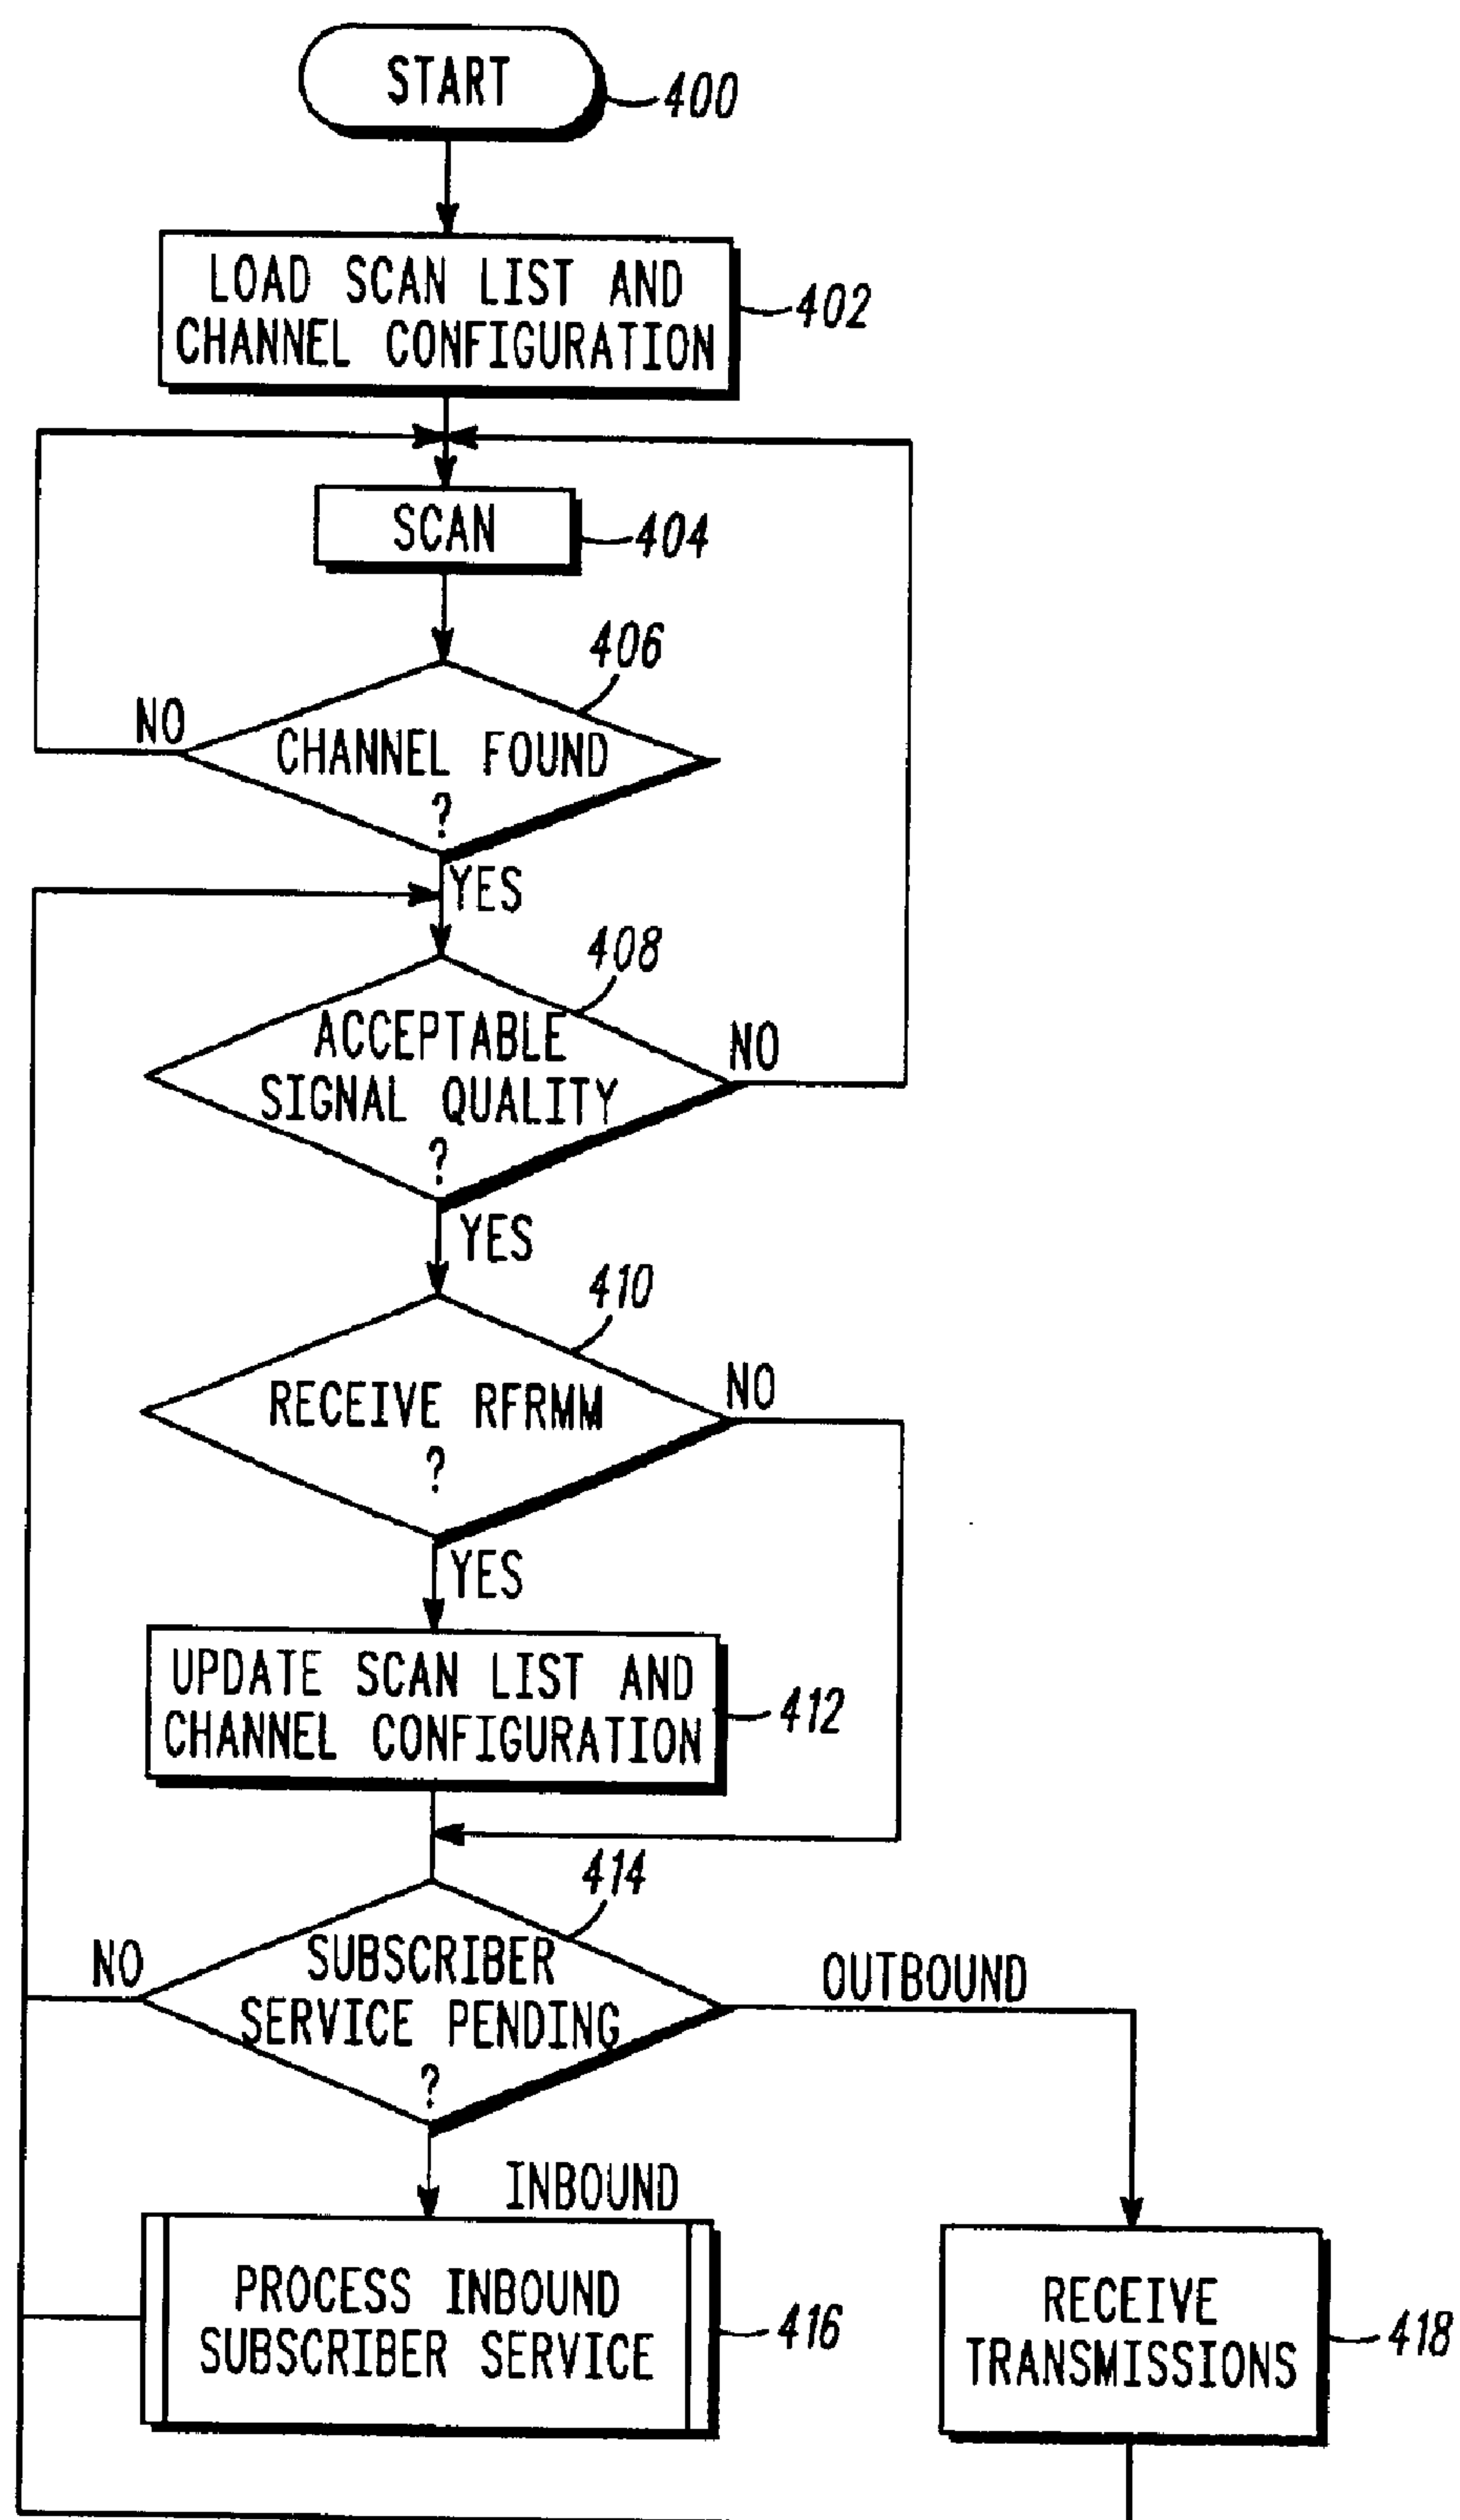 START
400
LOAD SCAN LIST AND
CHANNEL CONFIGURATION
402
SCAN
404
406
NO
CHANNEL FOUND
?
YES
408
ACCEPTABLE
SIGNAL QUALITY
?
NO
YES
410
RECEIVE RFRMM
?
NO
YES
UPDATE SCAN LIST AND
CHANNEL CONFIGURATION
412
414
NO
SUBSCRIBER
SERVICE PENDING
?
OUTBOUND
INBOUND
PROCESS INBOUND
SUBSCRIBER SERVICE
416
RECEIVE
TRANSMISSIONS
418